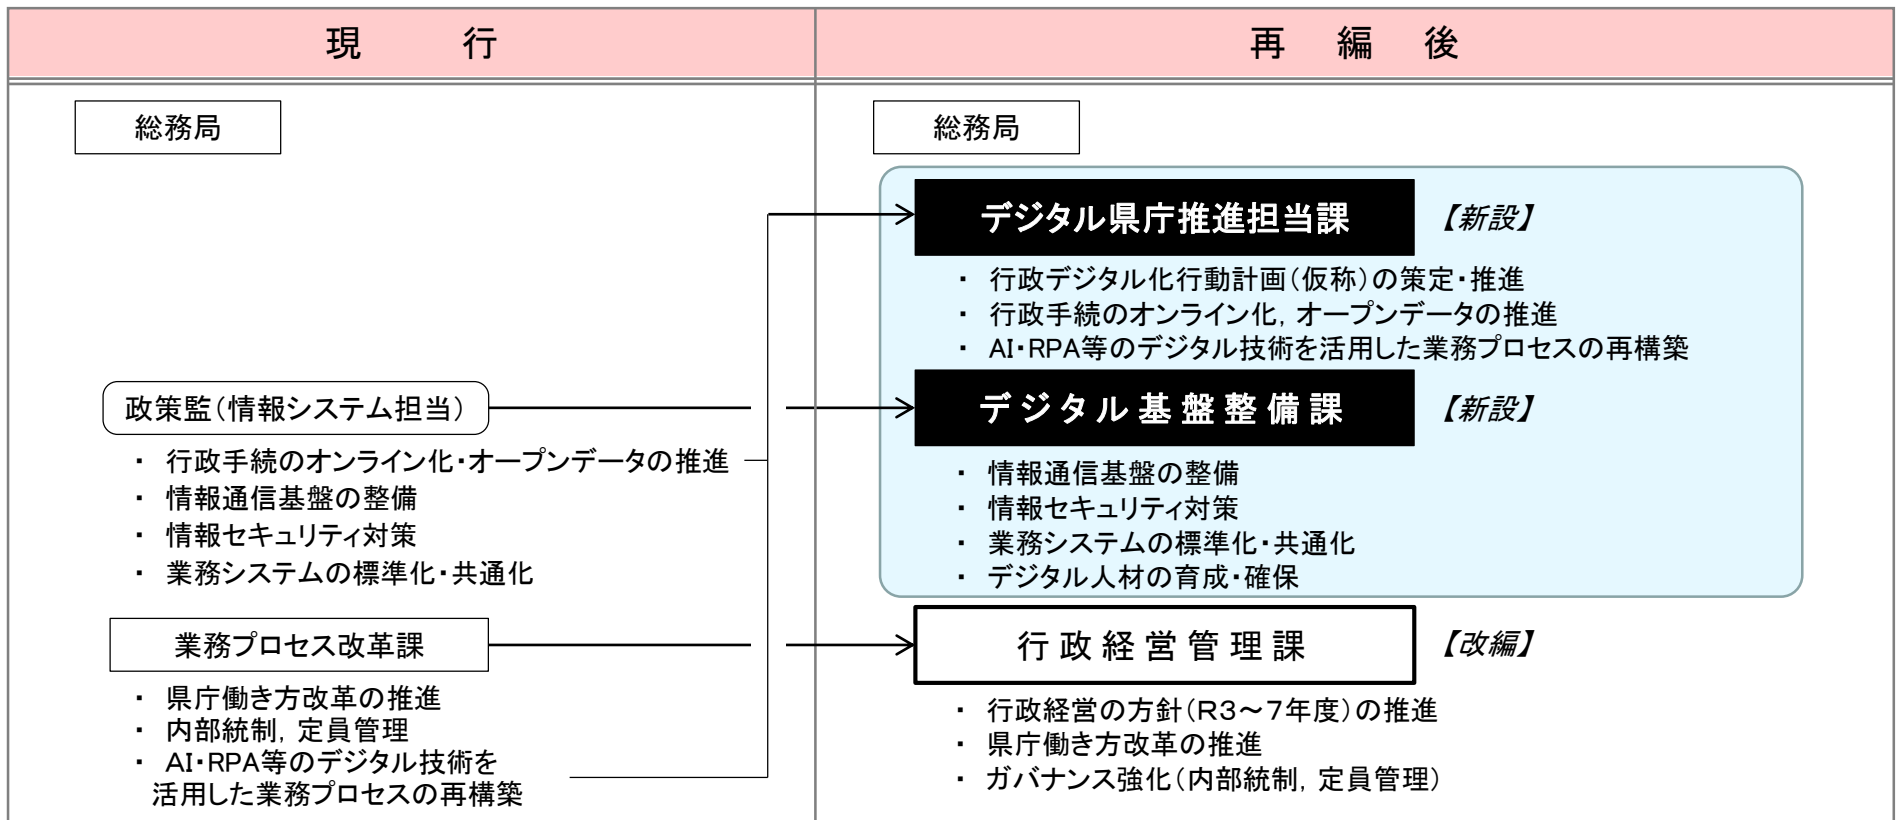 現行
総務局
政策監（情報システム担当）
・ 行政手続のオンライン化・オープンデータの推進
・ 情報通信基盤の整備
・ 情報セキュリティ対策
・ 業務システムの標準化・共通化
業務プロセス改革課
・ 県庁働き方改革の推進
・ 内部統制，定員管理
・ AI・RPA等のデジタル技術を
活用した業務プロセスの再構築
再編後
総務局
デジタル県庁推進担当課 【新設】
・ 行政デジタル化行動計画（仮称）の策定・推進
・ 行政手続のオンライン化，オープンデータの推進
・ AI・RPA等のデジタル技術を活用した業務プロセスの再構築
デジタル基盤整備課 【新設】
・ 情報通信基盤の整備
・ 情報セキュリティ対策
・ 業務システムの標準化・共通化
・ デジタル人材の育成・確保
行政経営管理課 【改編】
・ 行政経営の方針（R３～７年度）の推進
・ 県庁働き方改革の推進
・ ガバナンス強化（内部統制，定員管理）